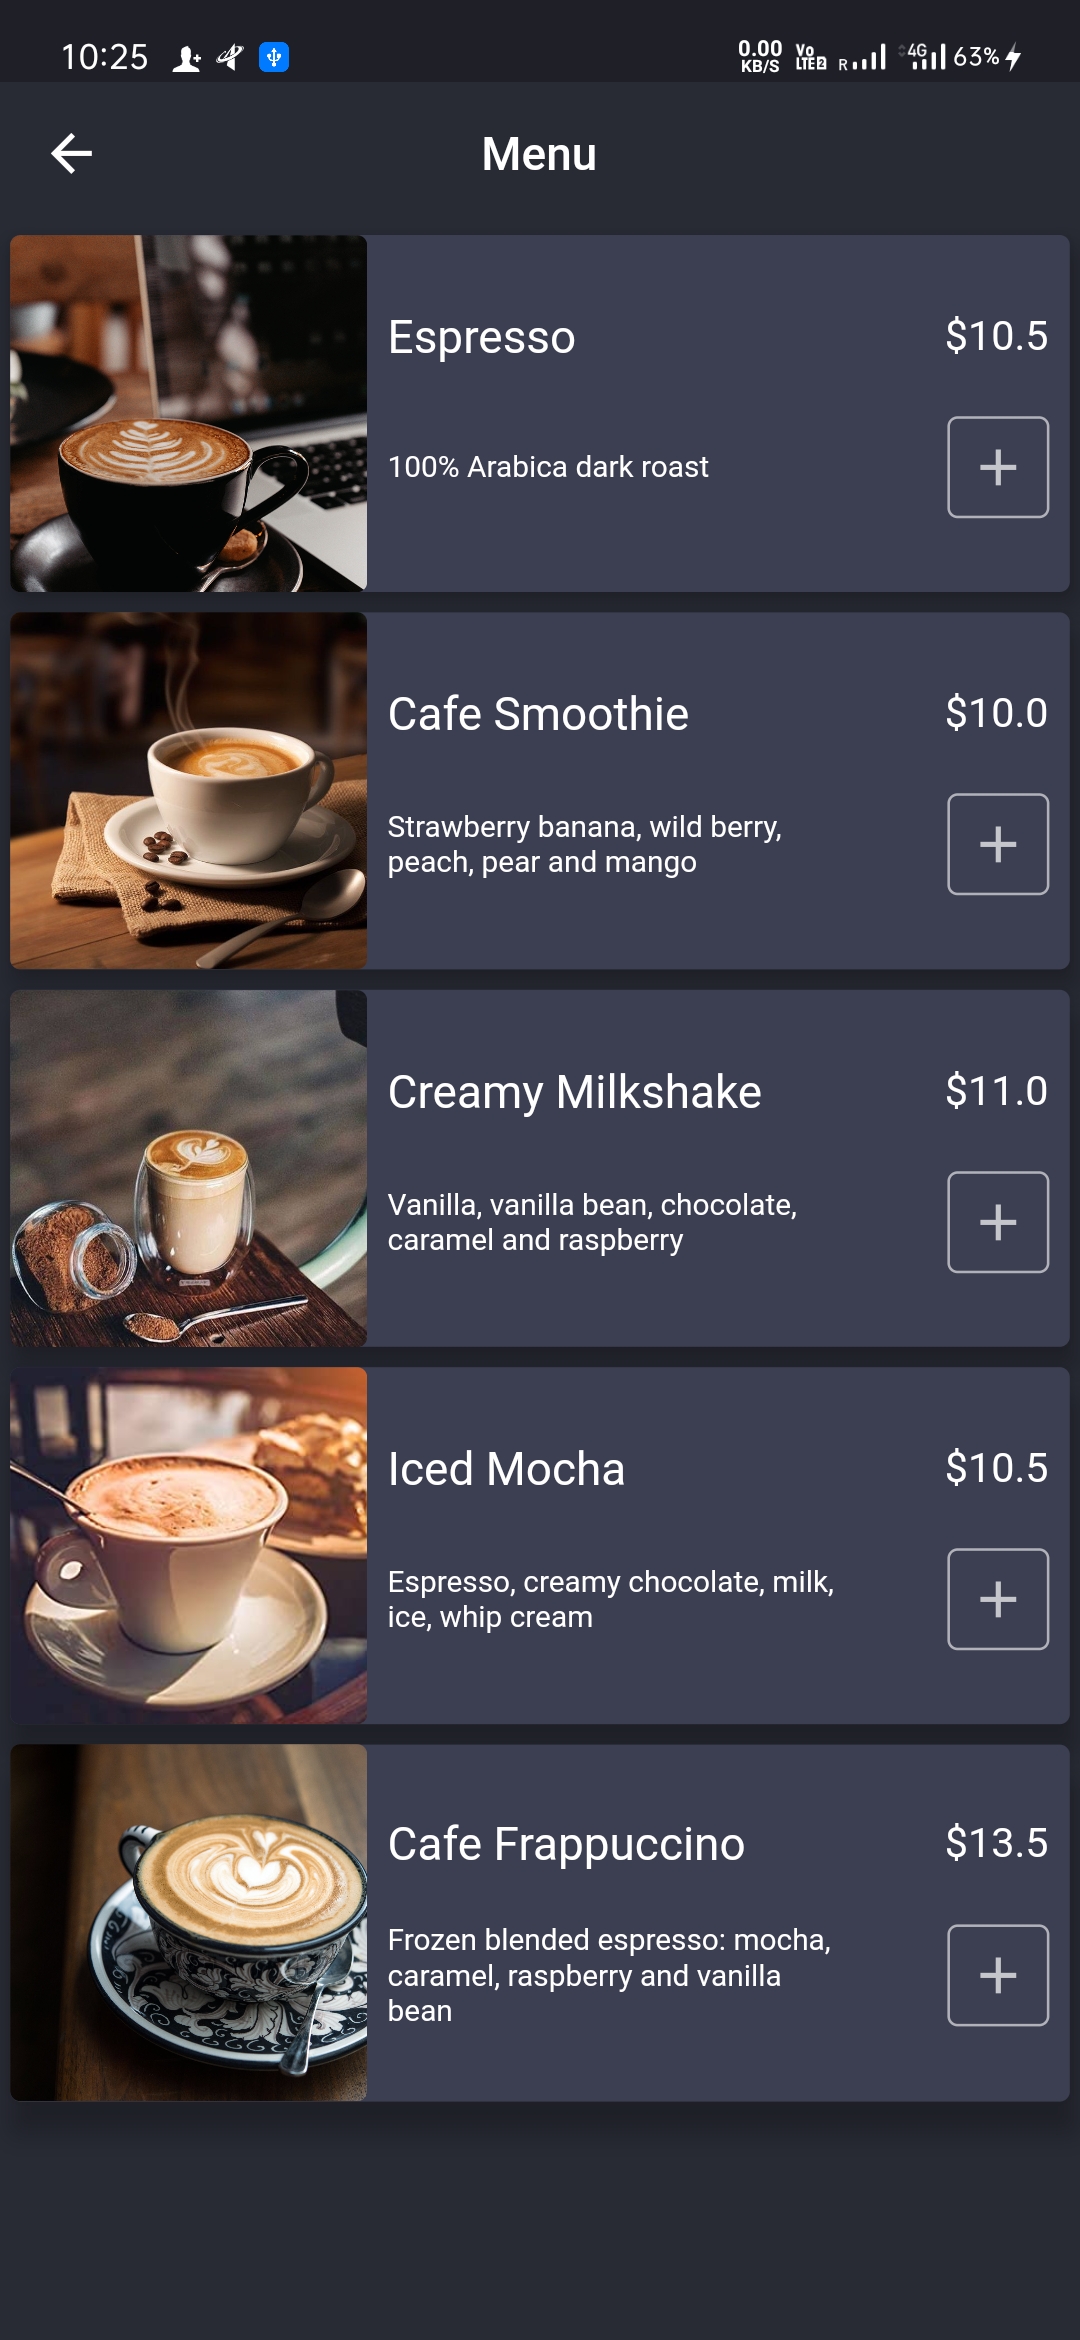 10:25
0.00 KB/S Vo LTE2 R 4G 63%
Menu
Espresso
$10.5
100% Arabica dark roast
Cafe Smoothie
$10.0
Strawberry banana, wild berry,
peach, pear and mango
Creamy Milkshake
$11.0
Vanilla, vanilla bean, chocolate,
caramel and raspberry
Iced Mocha
$10.5
Espresso, creamy chocolate, milk,
ice, whip cream
Cafe Frappuccino
$13.5
Frozen blended espresso: mocha,
caramel, raspberry and vanilla
bean